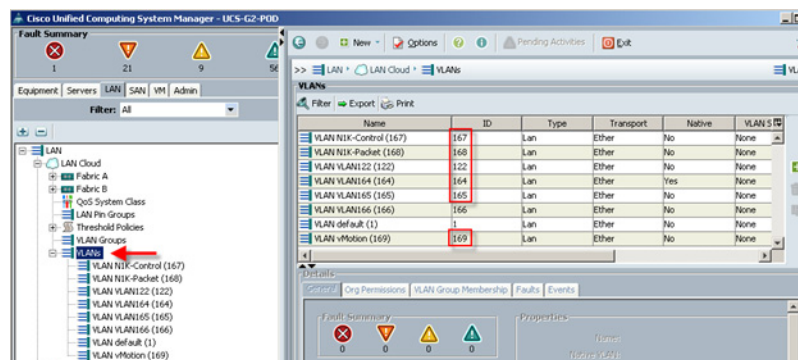 Cisco Unified Computing System Manager - UCS-G2-POD
Fault Summary
1 21 9 56
Equipment Servers LAN SAN VM Admin
Filter: All
LAN
LAN Cloud
Fabric A
Fabric B
QoS System Class
LAN Pin Groups
Threshold Policies
VLAN Groups
VLANs
VLAN N1K-Control (167)
VLAN N1K-Packet (168)
VLAN VLAN122 (122)
VLAN VLAN164 (164)
VLAN VLAN165 (165)
VLAN VLAN166 (166)
VLAN default (1)
VLAN vMotion (169)
New Options Pending Activities Exit
>> LAN LAN Cloud VLANs
VLANs
Filter Export Print
Name ID Type Transport Native VLAN S
VLAN N1K-Control (167) 167 Lan Ether No None
VLAN N1K-Packet (168) 168 Lan Ether No None
VLAN VLAN122 (122) 122 Lan Ether No None
VLAN VLAN164 (164) 164 Lan Ether Yes None
VLAN VLAN165 (165) 165 Lan Ether No None
VLAN VLAN166 (166) 166 Lan Ether No None
VLAN default (1) 1 Lan Ether No None
VLAN vMotion (169) 169 Lan Ether No None
Details
General Org Permissions VLAN Group Membership Faults Events
Fault Summary
0 0 0 0
Properties
Name:
Native VLAN: